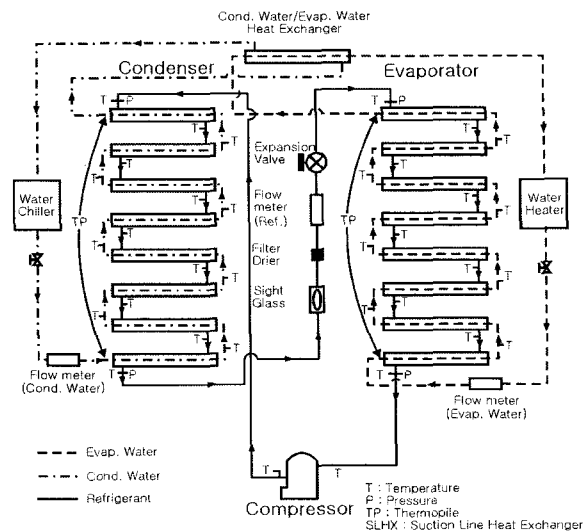 Cond. Water/Evap. Water
Heat Exchanger
Condenser
Evaporator
T P
T P
T
T
T
T
T
T
T
T
T
T
T
T
T
T
Expansion
Valve
Water
Chiller
TP
Flow
meter
(Ref.)
TP
Water
Heater
Filter
Drier
Sight
Glass
T
T
T
T
T
T
T
T
T
T
T
T
T
T
T P
T P
Flow meter
(Cond. Water)
Flow meter
(Evap. Water)
Evap. Water
Cond. Water
Refrigerant
T
T
Compressor
T : Temperature
P : Pressure
TP : Thermopile
SLHX : Suction Line Heat Exchanger